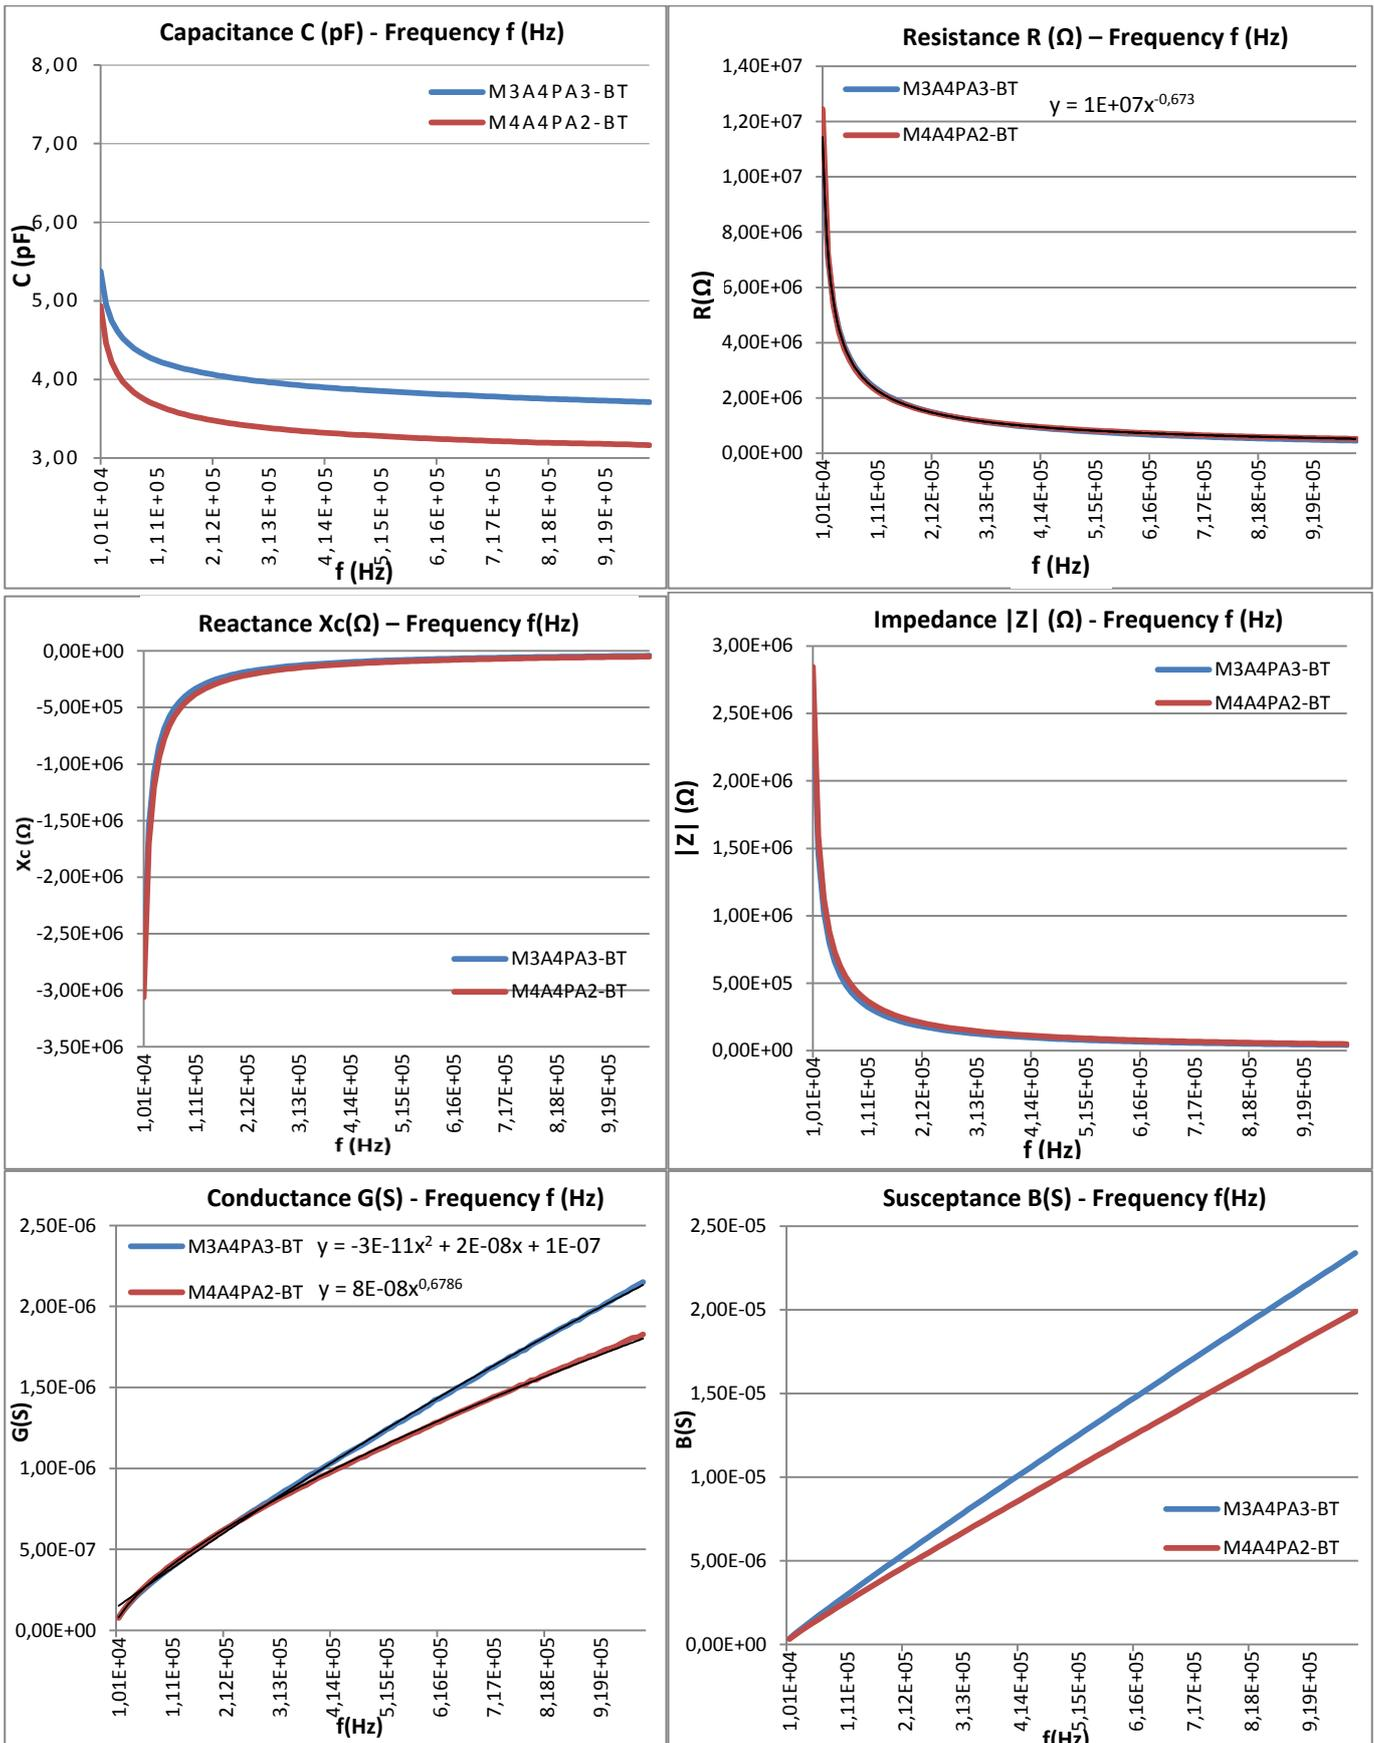 Capacitance C (pF) - Frequency f (Hz)
8,00
7,00
6,00
5,00
4,00
3,00
C (pF)
M3A4PA3-BT
M4A4PA2-BT
1,01E+04
1,11E+05
2,12E+05
3,13E+05
4,14E+05
5,15E+05
6,16E+05
7,17E+05
8,18E+05
9,19E+05
f (Hz)
Resistance R (Ω) – Frequency f (Hz)
1,40E+07
1,20E+07
1,00E+07
8,00E+06
6,00E+06
4,00E+06
2,00E+06
0,00E+00
R(Ω)
M3A4PA3-BT
y = 1E+07x-0,673
M4A4PA2-BT
1,01E+04
1,11E+05
2,12E+05
3,13E+05
4,14E+05
5,15E+05
6,16E+05
7,17E+05
8,18E+05
9,19E+05
f (Hz)
Reactance Xc(Ω) – Frequency f(Hz)
0,00E+00
-5,00E+05
-1,00E+06
-1,50E+06
-2,00E+06
-2,50E+06
-3,00E+06
-3,50E+06
Xc (Ω)
M3A4PA3-BT
M4A4PA2-BT
1,01E+04
1,11E+05
2,12E+05
3,13E+05
4,14E+05
5,15E+05
6,16E+05
7,17E+05
8,18E+05
9,19E+05
f (Hz)
Impedance |Z| (Ω) - Frequency f (Hz)
3,00E+06
2,50E+06
2,00E+06
1,50E+06
1,00E+06
5,00E+05
0,00E+00
|Z| (Ω)
M3A4PA3-BT
M4A4PA2-BT
1,01E+04
1,11E+05
2,12E+05
3,13E+05
4,14E+05
5,15E+05
6,16E+05
7,17E+05
8,18E+05
9,19E+05
f (Hz)
Conductance G(S) - Frequency f (Hz)
2,50E-06
2,00E-06
1,50E-06
1,00E-06
5,00E-07
0,00E+00
G(S)
M3A4PA3-BT y = -3E-11x² + 2E-08x + 1E-07
M4A4PA2-BT y = 8E-08x0,6786
1,01E+04
1,11E+05
2,12E+05
3,13E+05
4,14E+05
5,15E+05
6,16E+05
7,17E+05
8,18E+05
9,19E+05
f(Hz)
Susceptance B(S) - Frequency f(Hz)
2,50E-05
2,00E-05
1,50E-05
1,00E-05
5,00E-06
0,00E+00
B(S)
M3A4PA3-BT
M4A4PA2-BT
1,01E+04
1,11E+05
2,12E+05
3,13E+05
4,14E+05
5,15E+05
6,16E+05
7,17E+05
8,18E+05
9,19E+05
f(Hz)